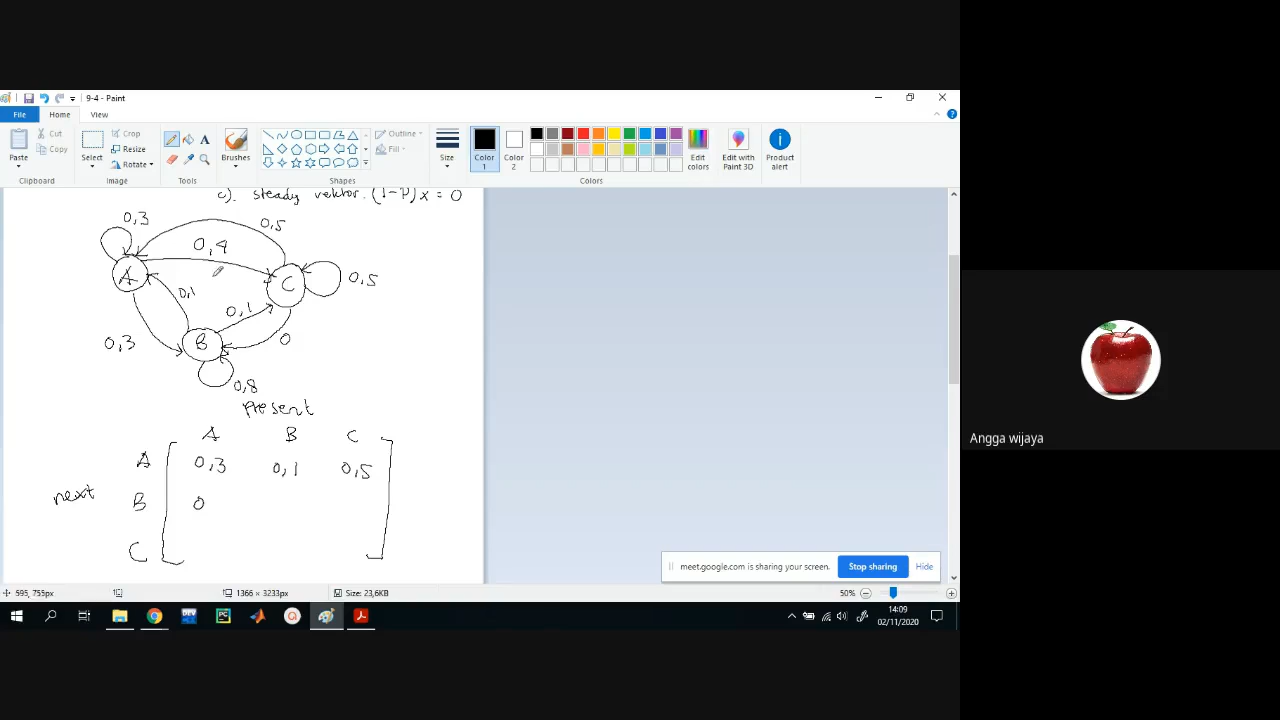 9-4 - Paint
File Home View
Paste Cut Copy Select Crop Resize Rotate Brushes Outline Fill Size Color 1 Color 2 Edit colors Edit with Paint 3D Product alert
Clipboard Image Tools Shapes Colors
c). steady vektor. (I-P)x = 0
0,3 0,5
0,4
A C 0,5
0,1
0,1
0,3 B 0
0,8
Present
A B C
A 0,3 0,1 0,5
next B 0
C
Angga wijaya
meet.google.com is sharing your screen. Stop sharing Hide
595, 755px 1366 × 3233px Size: 23,6KB 50%
14:09
02/11/2020